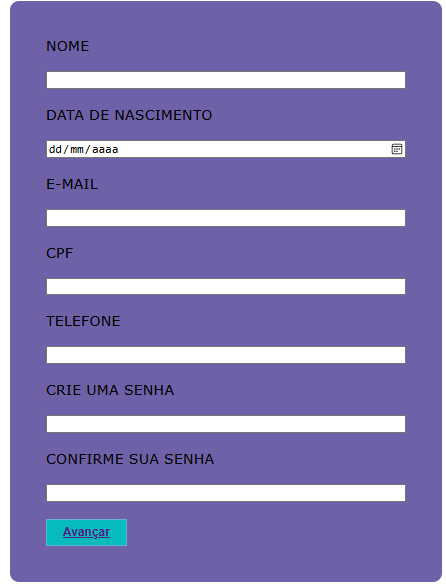 NOME
DATA DE NASCIMENTO
dd/mm/aaaa
E-MAIL
CPF
TELEFONE
CRIE UMA SENHA
CONFIRME SUA SENHA
Avançar